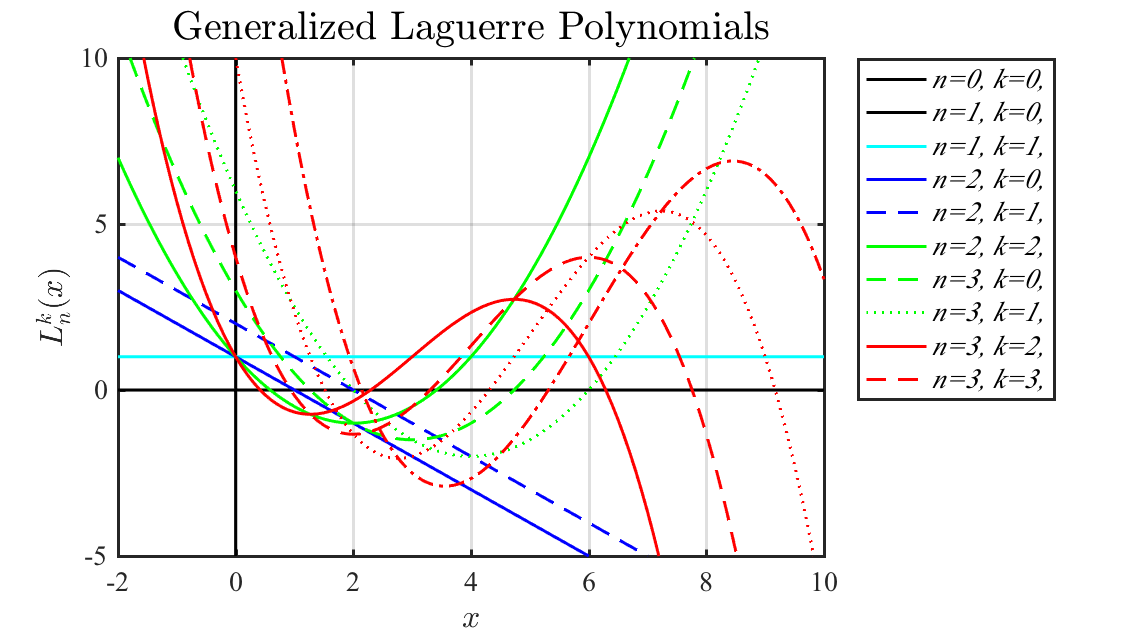 Generalized Laguerre Polynomials
10
5
0
-5
-2 0 2 4 6 8 10
x
L_n^k(x)
n=0, k=0,
n=1, k=0,
n=1, k=1,
n=2, k=0,
n=2, k=1,
n=2, k=2,
n=3, k=0,
n=3, k=1,
n=3, k=2,
n=3, k=3,